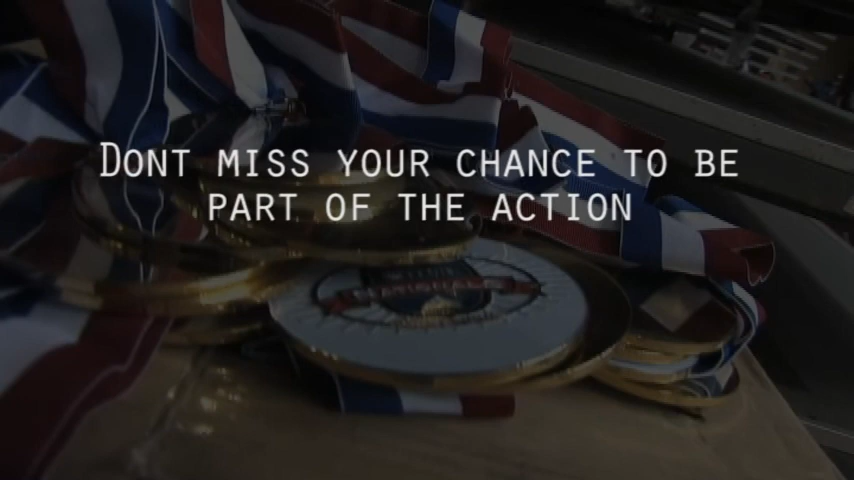 DONT MISS YOUR CHANCE TO BE
PART OF THE ACTION